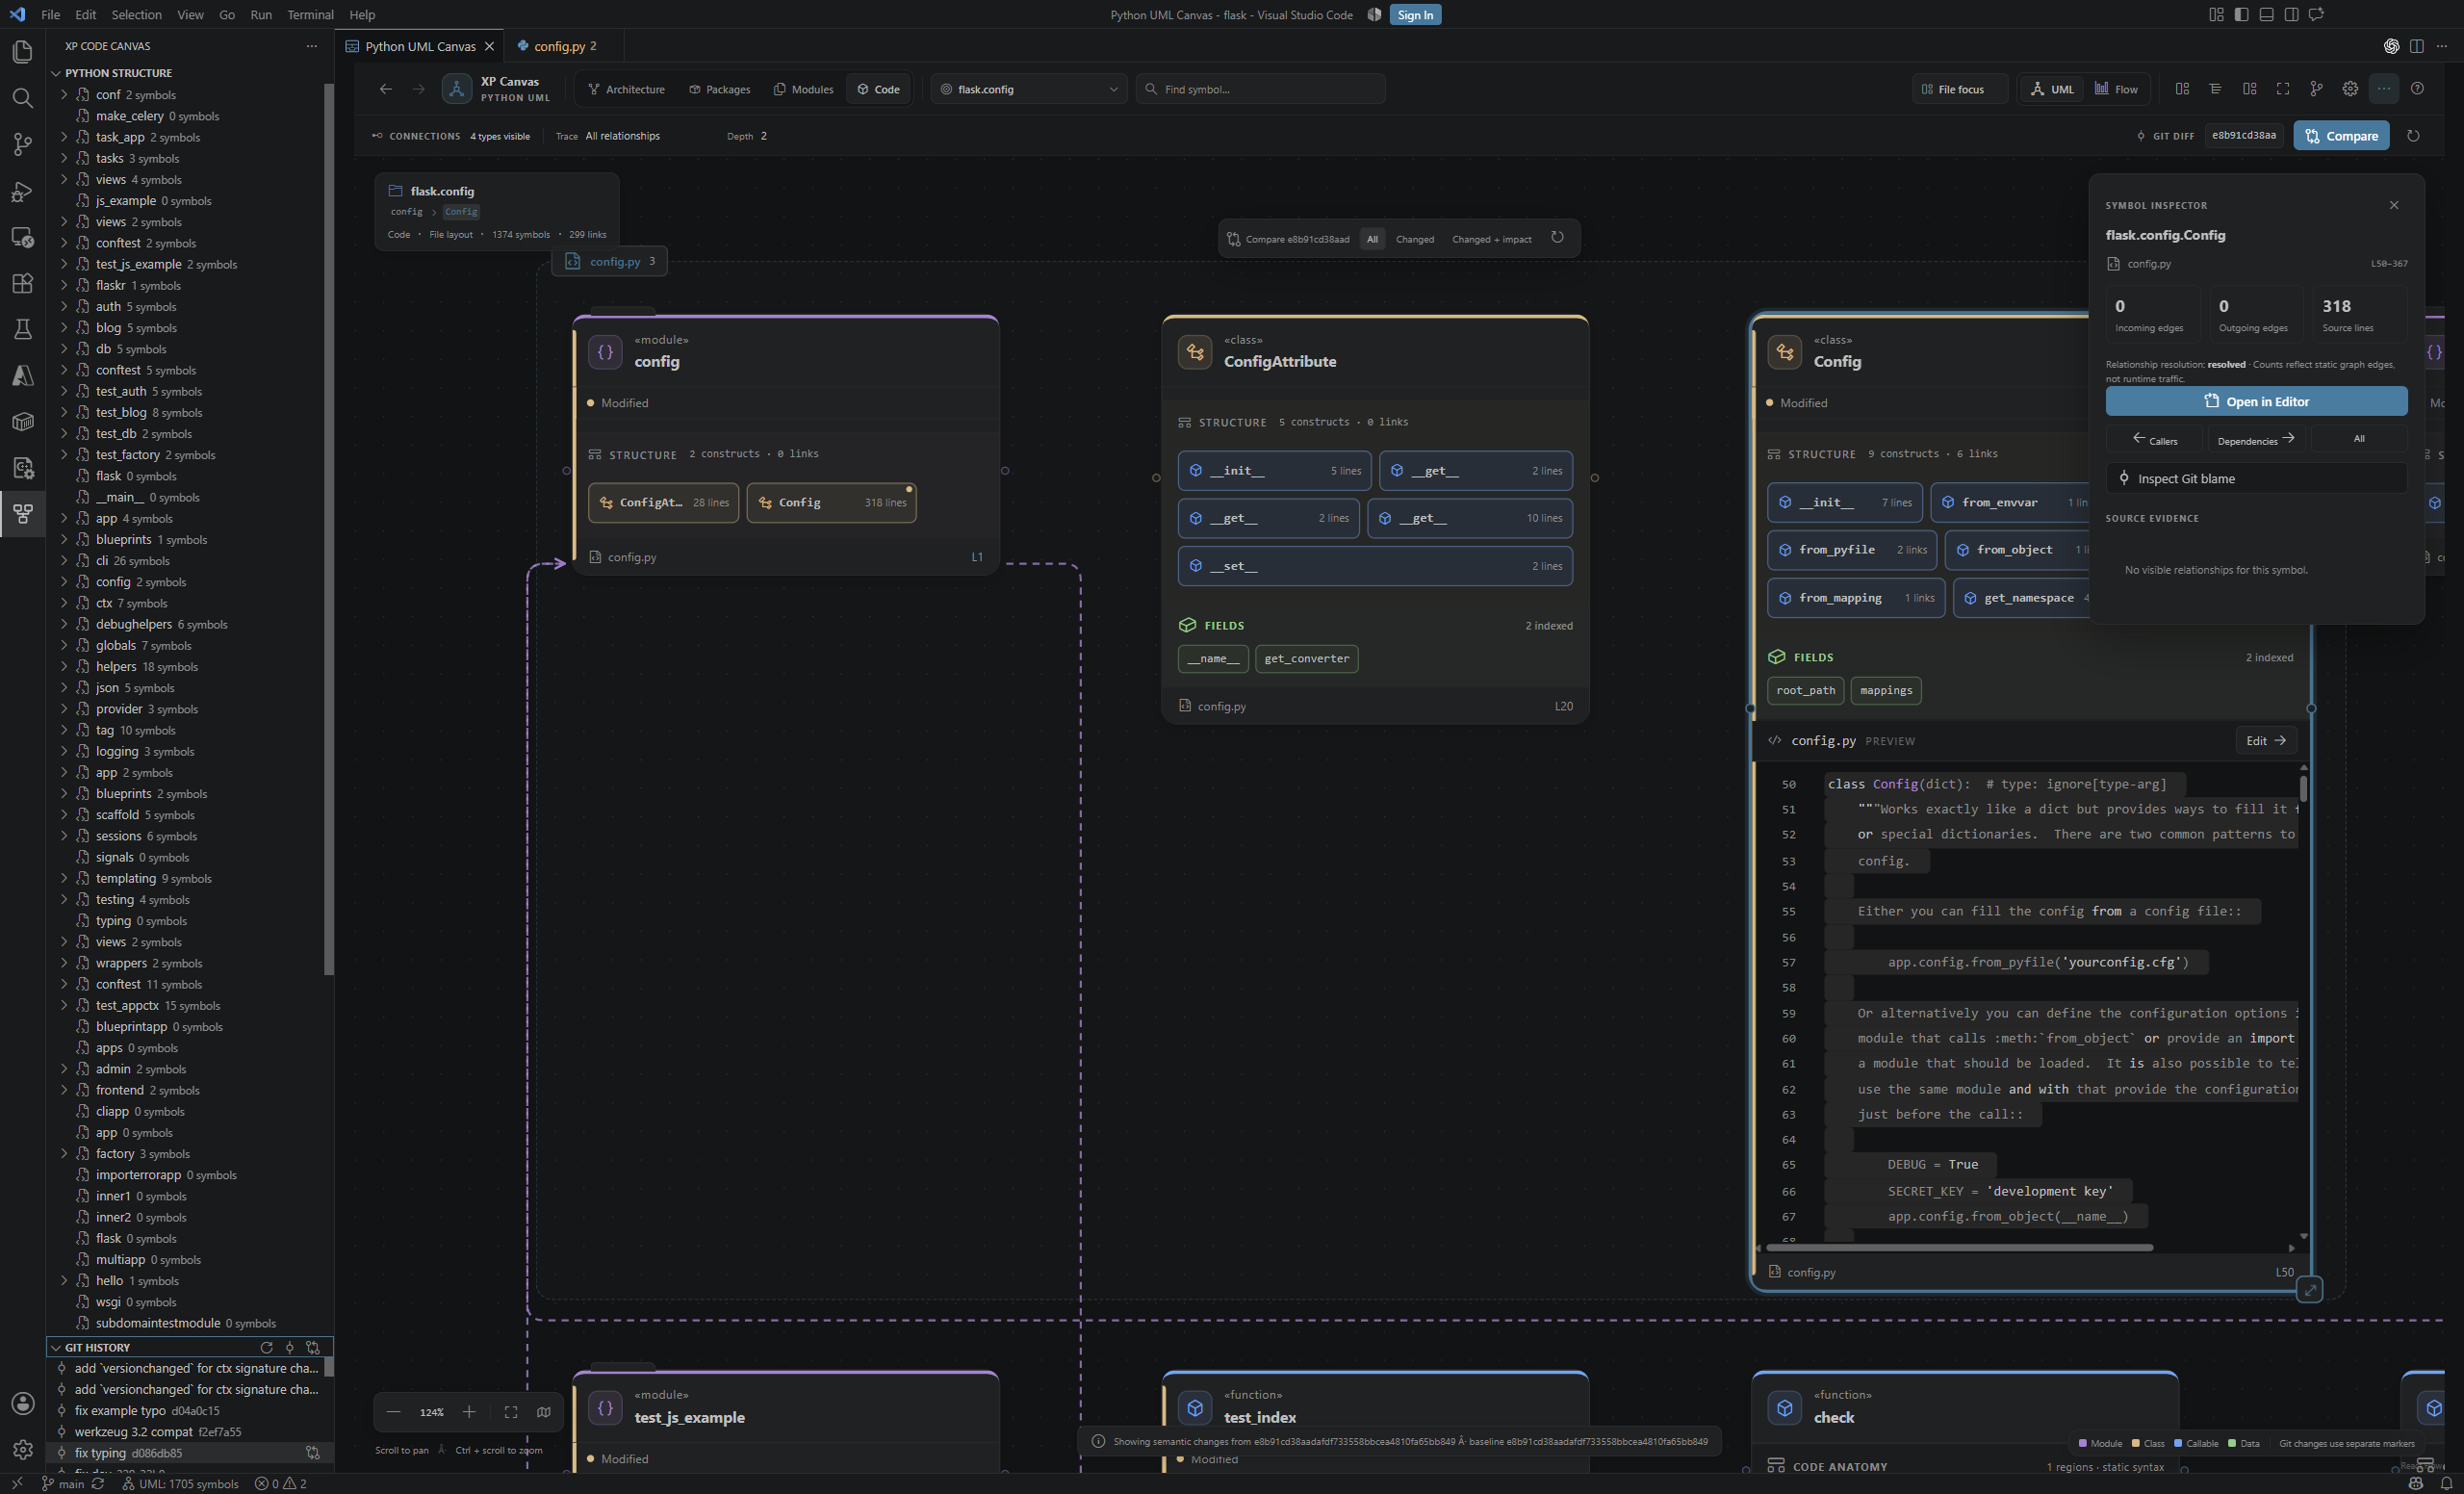 File Edit Selection View Go Run Terminal Help
Python UML Canvas - flask - Visual Studio Code
Sign In
XP CODE CANVAS
PYTHON STRUCTURE
conf 2 symbols
make_celery 0 symbols
task_app 2 symbols
tasks 3 symbols
views 4 symbols
js_example 0 symbols
views 2 symbols
conftest 2 symbols
test_js_example 2 symbols
flaskr 1 symbols
auth 5 symbols
blog 5 symbols
db 5 symbols
conftest 5 symbols
test_auth 5 symbols
test_blog 8 symbols
test_db 2 symbols
test_factory 2 symbols
flask 0 symbols
__main__ 0 symbols
app 4 symbols
blueprints 1 symbols
cli 26 symbols
config 2 symbols
ctx 7 symbols
debughelpers 6 symbols
globals 7 symbols
helpers 18 symbols
json 5 symbols
provider 3 symbols
tag 10 symbols
logging 3 symbols
app 2 symbols
blueprints 2 symbols
scaffold 5 symbols
sessions 6 symbols
signals 0 symbols
templating 9 symbols
testing 4 symbols
typing 0 symbols
views 2 symbols
wrappers 2 symbols
conftest 11 symbols
test_appctx 15 symbols
blueprintapp 0 symbols
apps 0 symbols
admin 2 symbols
frontend 2 symbols
cliapp 0 symbols
app 0 symbols
factory 3 symbols
importerrorapp 0 symbols
inner1 0 symbols
inner2 0 symbols
flask 0 symbols
multiapp 0 symbols
hello 1 symbols
wsgi 0 symbols
subdomaintestmodule 0 symbols
GIT HISTORY
add `versionchanged` for ctx signature cha...
add `versionchanged` for ctx signature cha...
fix example typo d04a0c15
werkzeug 3.2 compat f2ef7a55
fix typing d086db85
Python UML Canvas
config.py 2
XP Canvas
PYTHON UML
Architecture Packages Modules Code
flask.config
Find symbol...
File focus
UML Flow
CONNECTIONS 4 types visible
Trace All relationships
Depth 2
GIT DIFF e8b91cd38aa Compare
flask.config
config > Config
Code · File layout · 1374 symbols · 299 links
Compare e8b91cd38aad All Changed Changed + impact
config.py 3
«module»
config
Modified
STRUCTURE 2 constructs · 0 links
ConfigAt... 28 lines
Config 318 lines
config.py L1
«class»
ConfigAttribute
STRUCTURE 5 constructs · 0 links
__init__ 5 lines
__get__ 2 lines
__get__ 2 lines
__get__ 10 lines
__set__ 2 lines
FIELDS 2 indexed
__name__ get_converter
config.py L20
«class»
Config
Modified
STRUCTURE 9 constructs · 6 links
__init__ 7 lines
from_envvar 1 lin
from_pyfile 2 links
from_object 1 li
from_mapping 1 links
get_namespace 4
FIELDS 2 indexed
root_path mappings
config.py PREVIEW Edit →
50 class Config(dict):  # type: ignore[type-arg]
51 """Works exactly like a dict but provides ways to fill it f
52 or special dictionaries.  There are two common patterns to
53 config.
54
55 Either you can fill the config from a config file::
56
57 app.config.from_pyfile('yourconfig.cfg')
58
59 Or alternatively you can define the configuration options i
60 module that calls :meth:`from_object` or provide an import
61 a module that should be loaded.  It is also possible to te
62 use the same module and with that provide the configuration
63 just before the call::
64
65 DEBUG = True
66 SECRET_KEY = 'development key'
67 app.config.from_object(__name__)
68
config.py L50
SYMBOL INSPECTOR
flask.config.Config
config.py L50–367
0 0 318
Incoming edges Outgoing edges Source lines
Relationship resolution: resolved · Counts reflect static graph edges,
not runtime traffic.
Open in Editor
← Callers Dependencies → All
Inspect Git blame
SOURCE EVIDENCE
No visible relationships for this symbol.
«module»
test_js_example
Modified
«function»
test_index
Modified
«function»
check
CODE ANATOMY 1 regions · static syntax
124%
Scroll to pan Â· Ctrl + scroll to zoom
Showing semantic changes from e8b91cd38aadafdf733558bbcea4810fa65bb849 Â· baseline e8b91cd38aadafdf733558bbcea4810fa65bb849
Module Class Callable Data Git changes use separate markers
main UML: 1705 symbols 0 2